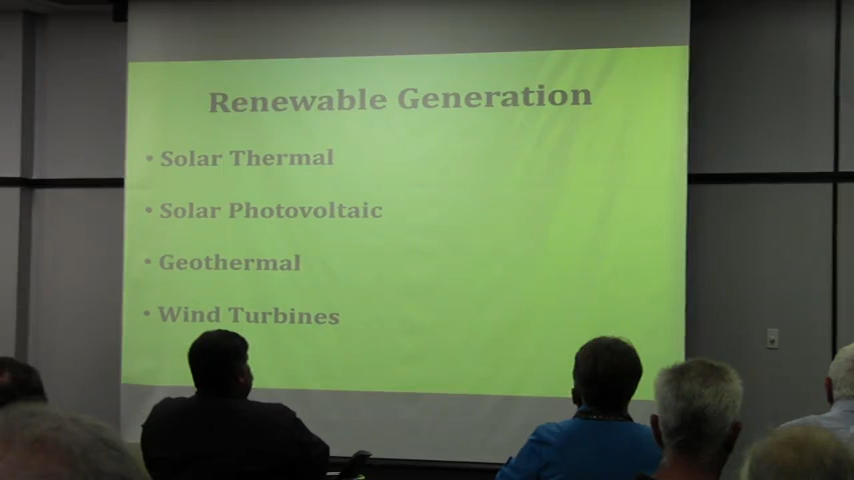 Renewable Generation
• Solar Thermal
• Solar Photovoltaic
• Geothermal
• Wind Turbines